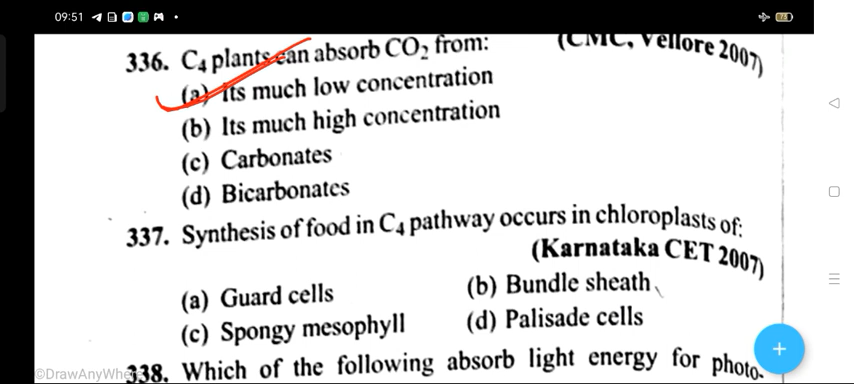 09:51
336. C4 plants can absorb CO2 from:
(CMC, Vellore 2007)
(a) Its much low concentration
(b) Its much high concentration
(c) Carbonates
(d) Bicarbonates
337. Synthesis of food in C4 pathway occurs in chloroplasts of:
(Karnataka CET 2007)
(a) Guard cells (b) Bundle sheath
(c) Spongy mesophyll (d) Palisade cells
338. Which of the following absorb light energy for photo-
©DrawAnyWhere